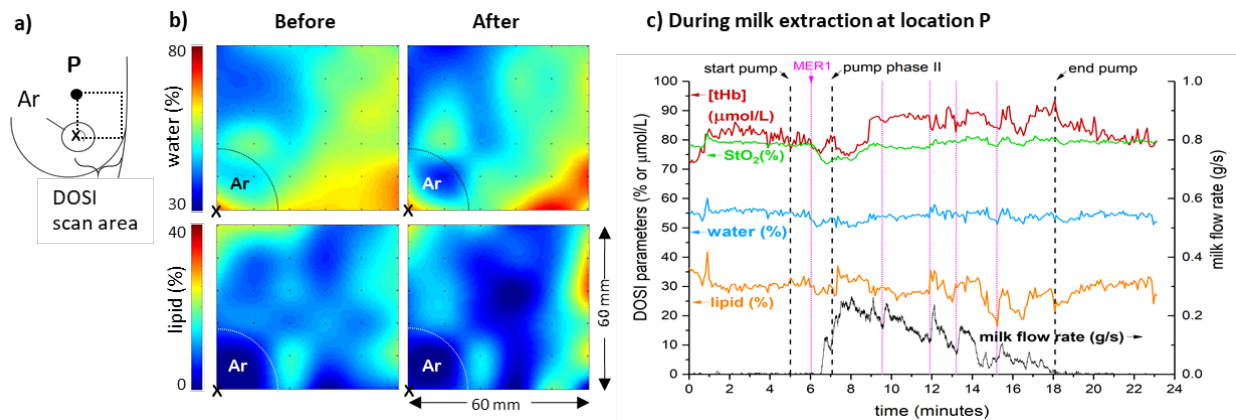 a)
P
Ar
x
DOSI
scan area
b)
Before
After
80
water (%)
30
Ar
Ar
x
x
40
lipid (%)
0
Ar
Ar
x
x
60 mm
60 mm
c) During milk extraction at location P
start pump
MER1
pump phase II
end pump
100
90
80
70
60
50
40
30
20
10
0
DOSI parameters (% or μmol/L)
[tHb]
(μmol/L)
StO₂(%)
water (%)
lipid (%)
milk flow rate (g/s)
1.0
0.8
0.6
0.4
0.2
0.0
milk flow rate (g/s)
0 2 4 6 8 10 12 14 16 18 20 22 24
time (minutes)